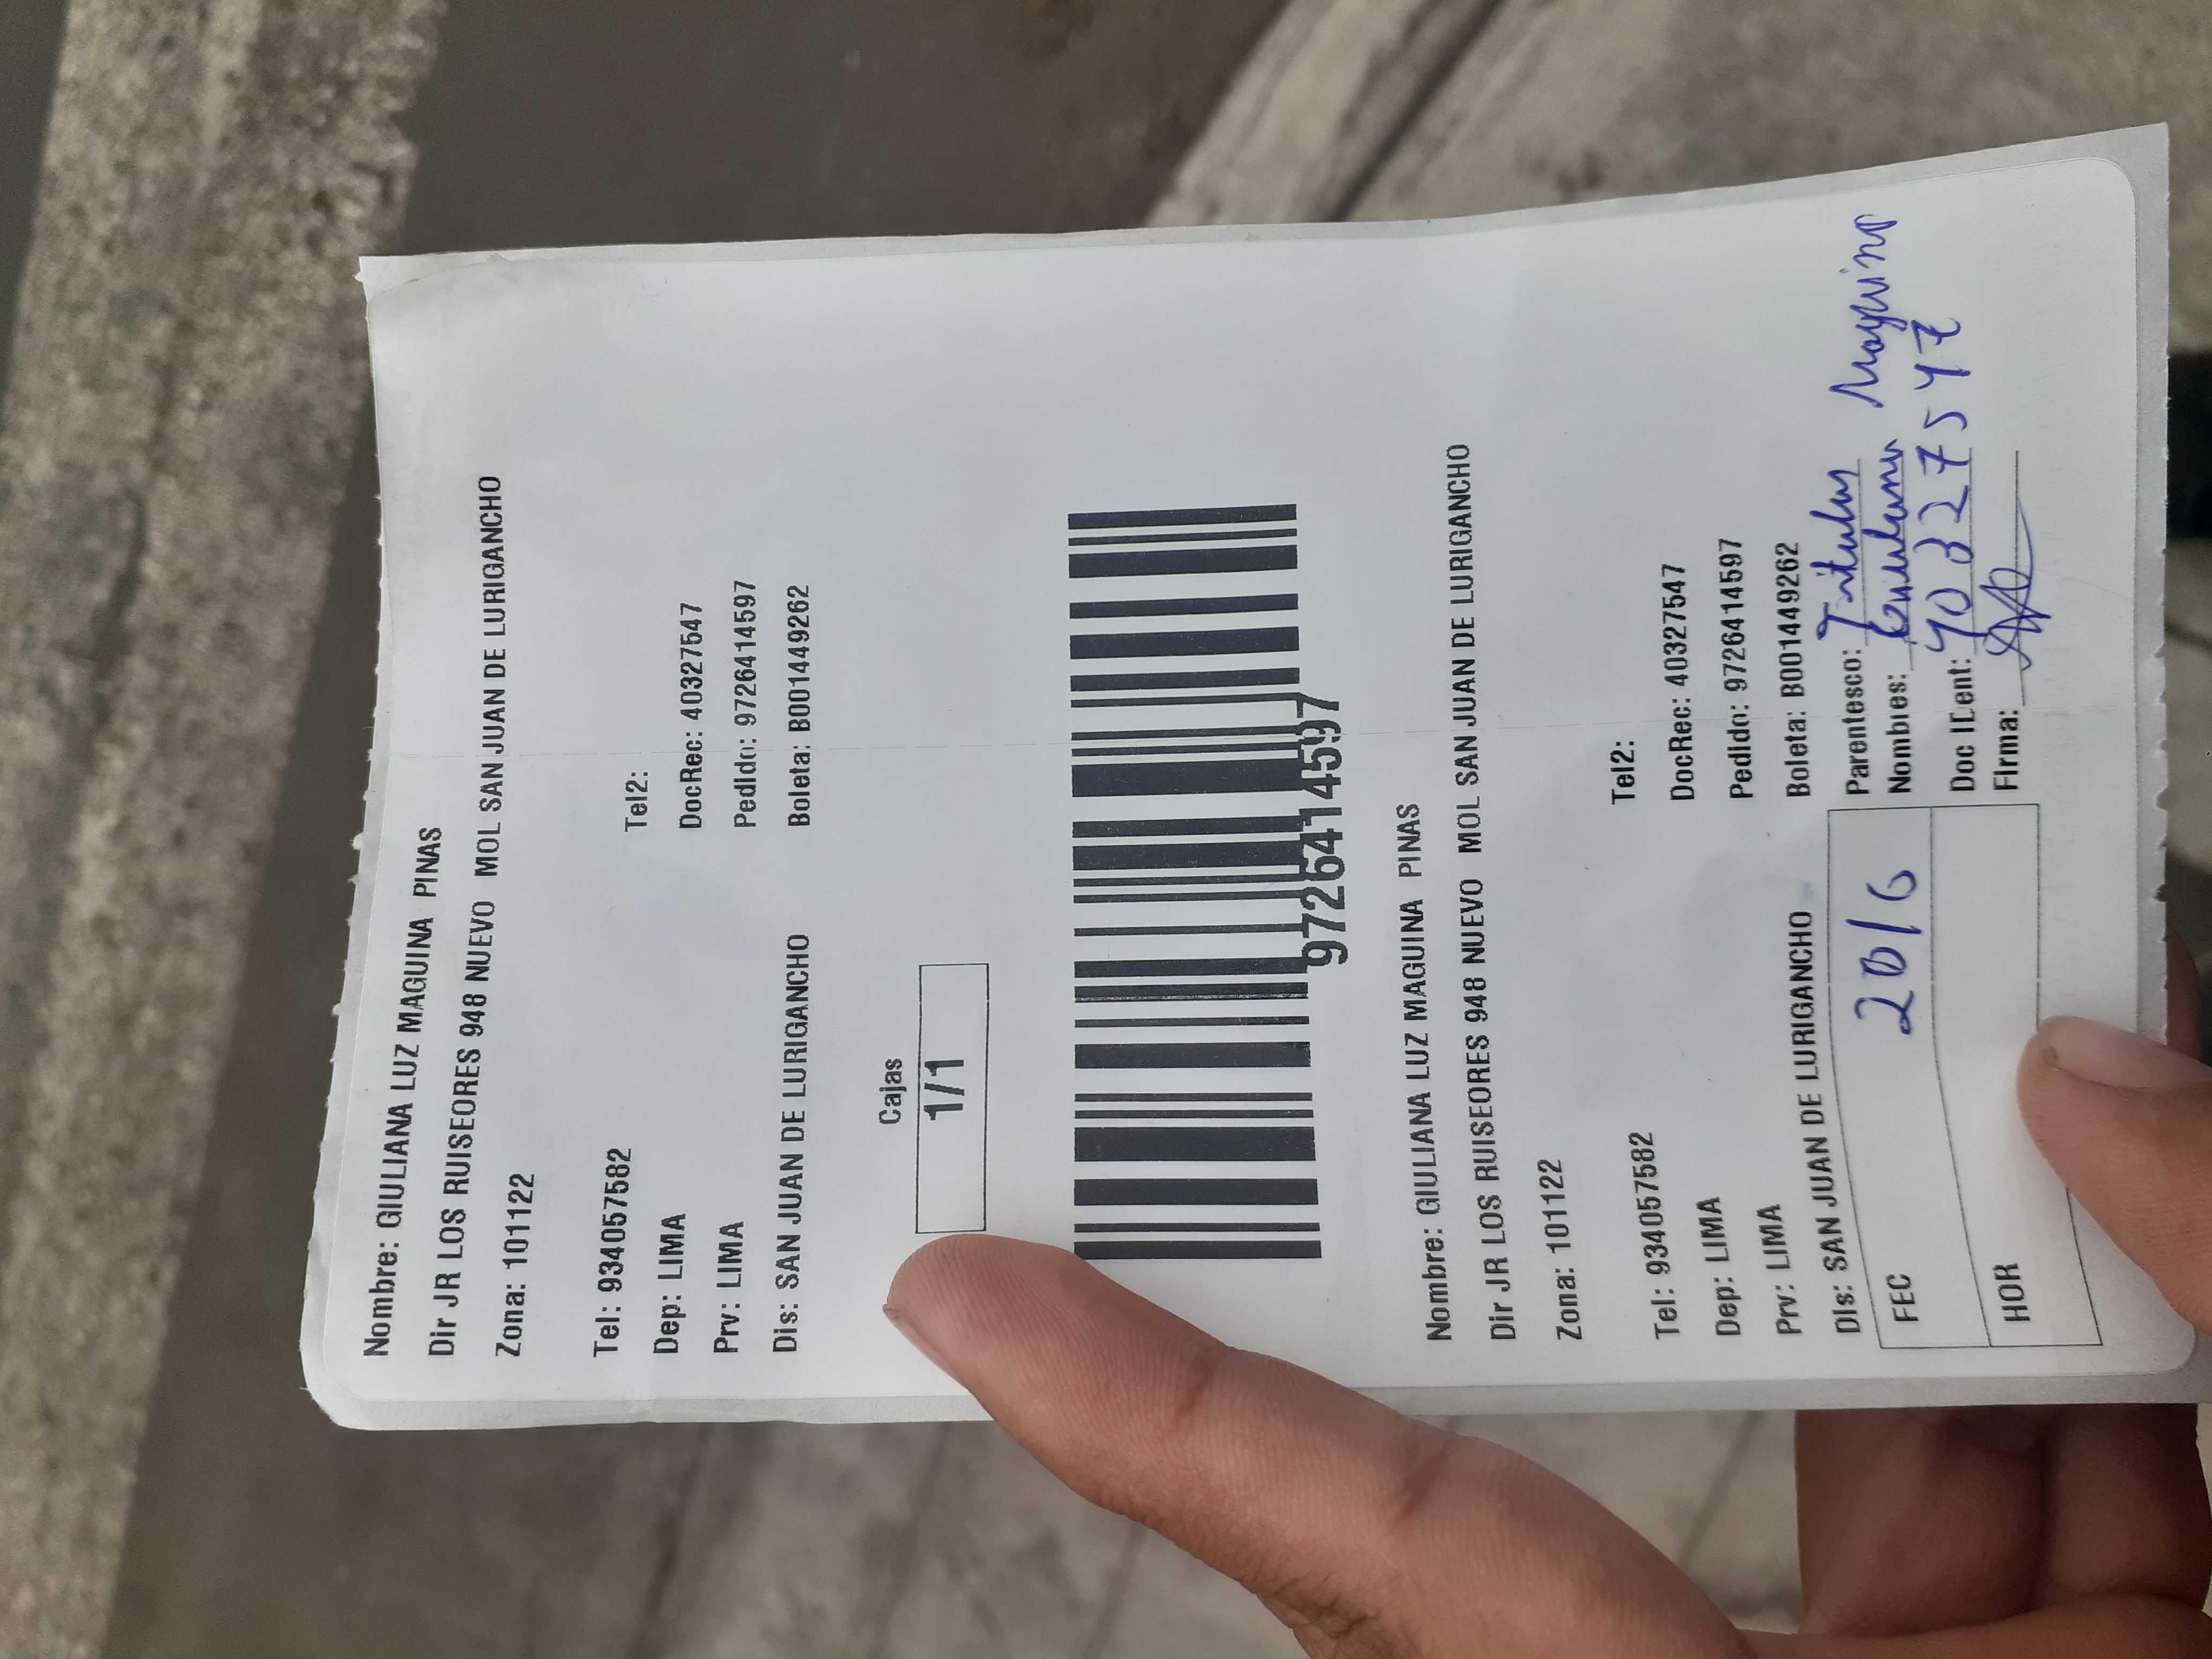 Nombre: GIULIANA LUZ MAGUINA PINAS
Dir JR LOS RUISEORES 948 NUEVO MOL SAN JUAN DE LURIGANCHO
Zona: 101122
Tel: 934057582 Tel2:
Dep: LIMA DocRec: 40327547
Prv: LIMA Pedido: 9726414597
Dis: SAN JUAN DE LURIGANCHO Boleta: B001449262
Cajas
1/1
9726414597
Nombre: GIULIANA LUZ MAGUINA PINAS
Dir JR LOS RUISEORES 948 NUEVO MOL SAN JUAN DE LURIGANCHO
Zona: 101122
Tel: 934057582 Tel2:
Dep: LIMA DocRec: 40327547
Prv: LIMA Pedido: 9726414597
Dis: SAN JUAN DE LURIGANCHO Boleta: B001449262
FEC 20/6 Parentesco: Titular
Nombres: Giuliana Maguina
HOR Doc IDent: 40327547
Firma: